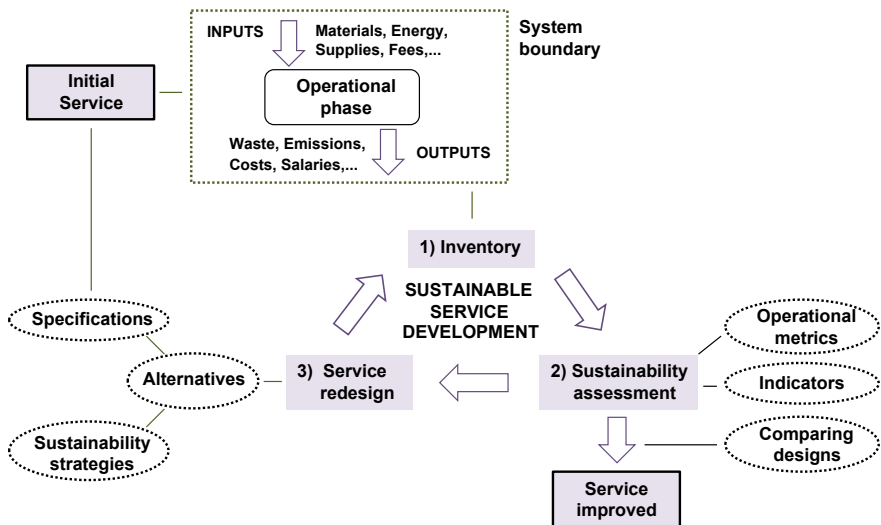 INPUTS
Materials, Energy,
Supplies, Fees,...
System
boundary
Initial
Service
Operational
phase
Waste, Emissions,
Costs, Salaries,...
OUTPUTS
1) Inventory
SUSTAINABLE
SERVICE
DEVELOPMENT
Specifications
Alternatives
Sustainability
strategies
3) Service
redesign
2) Sustainability
assessment
Operational
metrics
Indicators
Comparing
designs
Service
improved